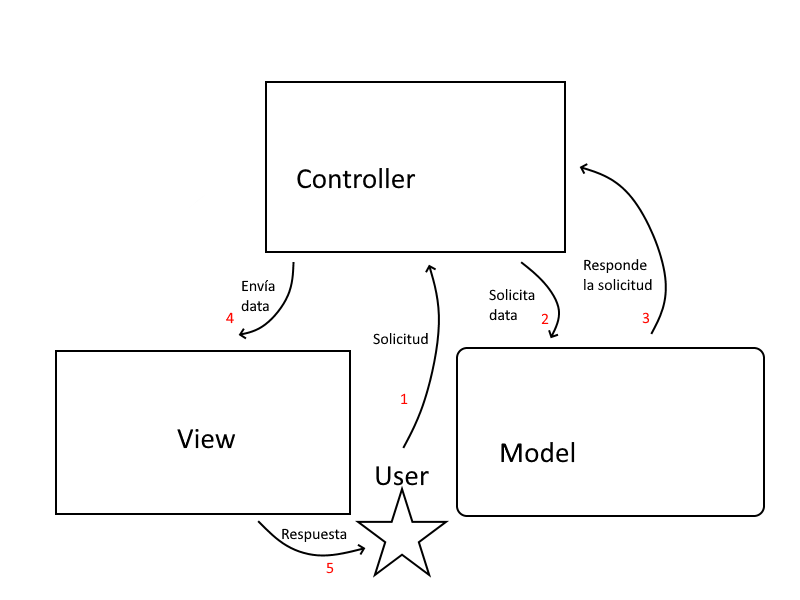 Controller
Envía
data
4
Solicitud
1
Solicita
data
2
Responde
la solicitud
3
View
User
Model
Respuesta
5